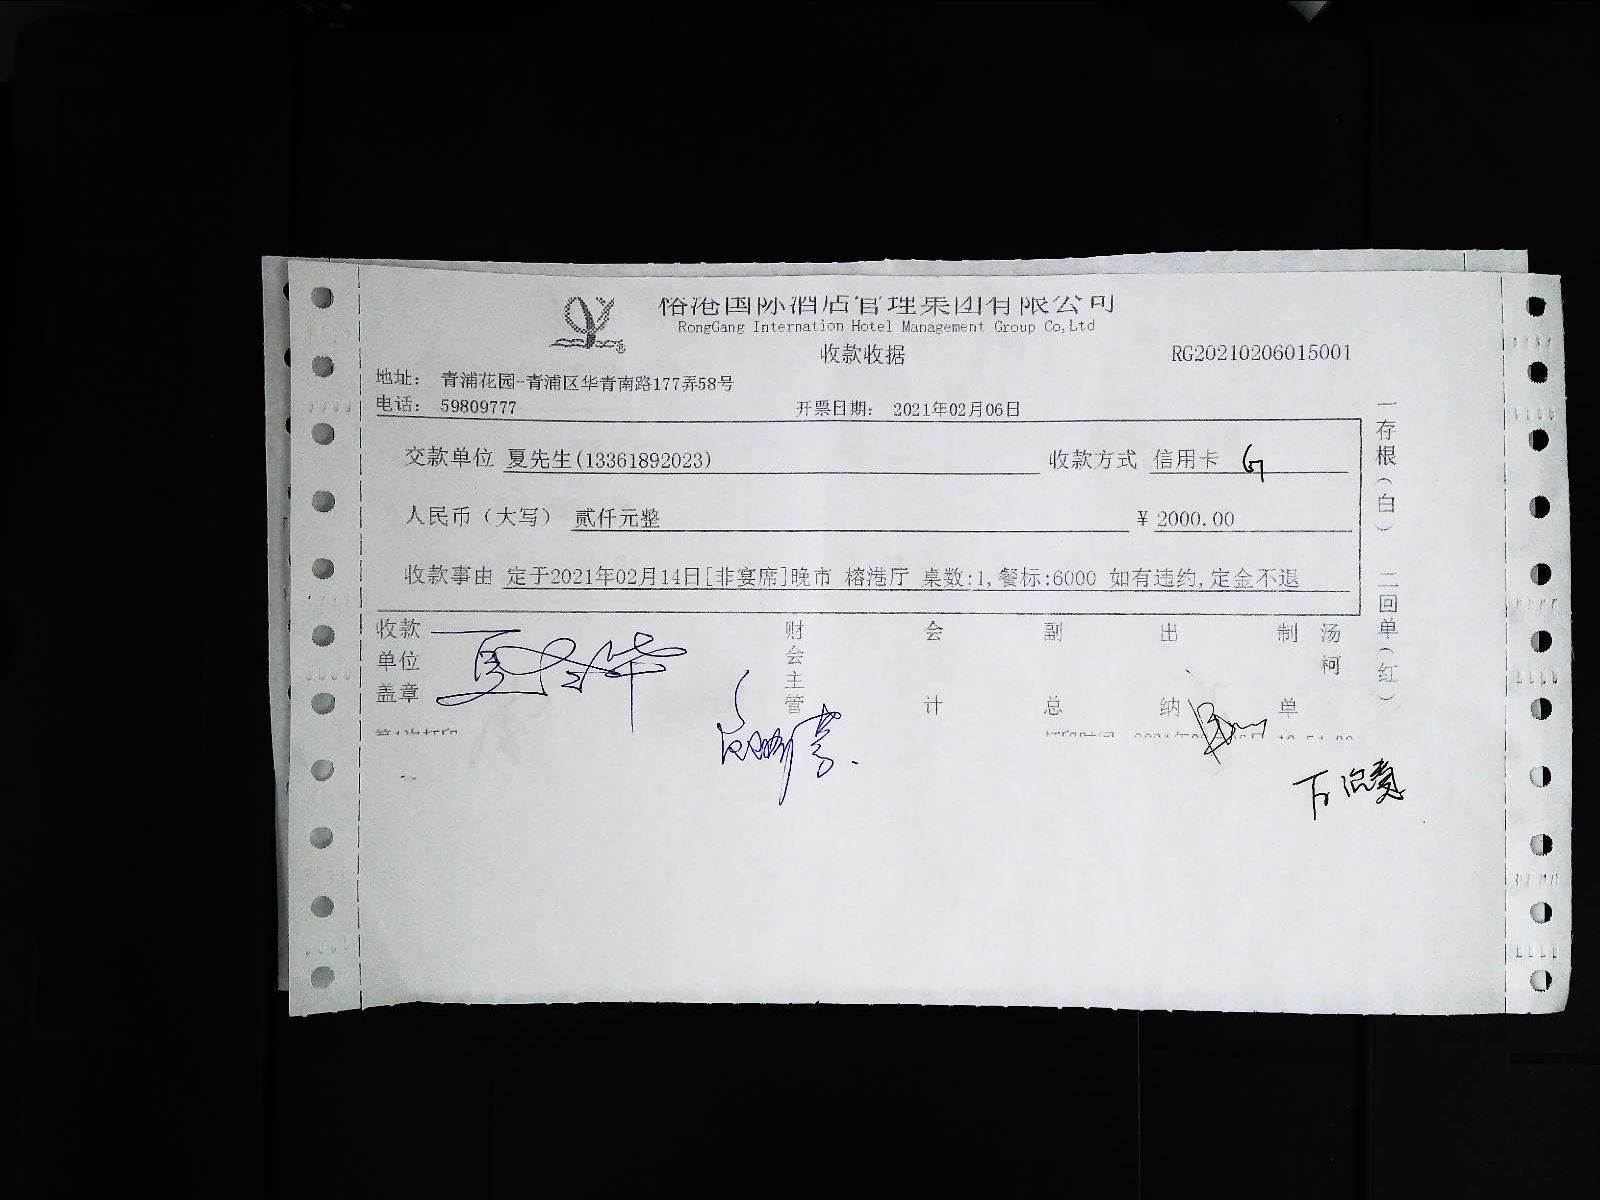 榕港国际酒店管理集团有限公司
RongGang Internation Hotel Management Group Co,Ltd
收款收据
RG20210206015001
地址： 青浦花园-青浦区华青南路177弄58号
电话： 59809777
开票日期： 2021年02月06日
交款单位 夏先生(13361892023) 收款方式 信用卡
人民币（大写） 贰仟元整 ¥ 2000.00
收款事由 定于2021年02月14日[非宴席]晚市 榕港厅 桌数:1,餐标:6000 如有违约,定金不退
收款单位盖章
财会主管
会计
副总
出纳
制单
汤柯
一存根（白） 二回单（红）